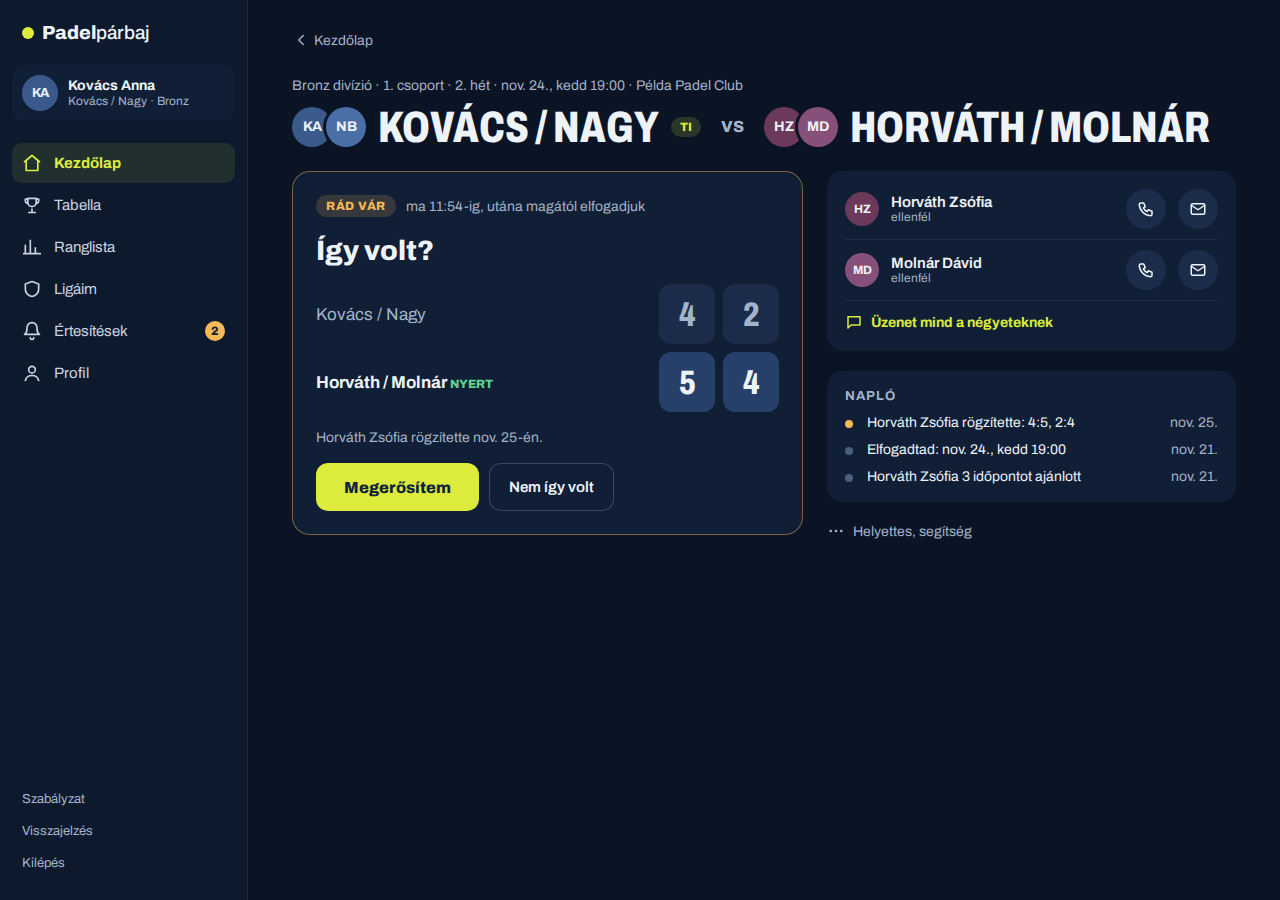 Padelpárbaj
KA
Kovács Anna
Kovács / Nagy · Bronz
Kezdőlap
Tabella
Ranglista
Ligáim
Értesítések 2
Profil
Szabályzat
Visszajelzés
Kilépés
Kezdőlap
Bronz divízió · 1. csoport · 2. hét · nov. 24., kedd 19:00 · Példa Padel Club
KA NB KOVÁCS / NAGY TI VS HZ MD HORVÁTH / MOLNÁR
RÁD VÁR ma 11:54-ig, utána magától elfogadjuk
Így volt?
Kovács / Nagy 4 2
Horváth / Molnár NYERT 5 4
Horváth Zsófia rögzítette nov. 25-én.
Megerősítem Nem így volt
HZ Horváth Zsófia
ellenfél
MD Molnár Dávid
ellenfél
Üzenet mind a négyeteknek
NAPLÓ
Horváth Zsófia rögzítette: 4:5, 2:4 nov. 25.
Elfogadtad: nov. 24., kedd 19:00 nov. 21.
Horváth Zsófia 3 időpontot ajánlott nov. 21.
Helyettes, segítség